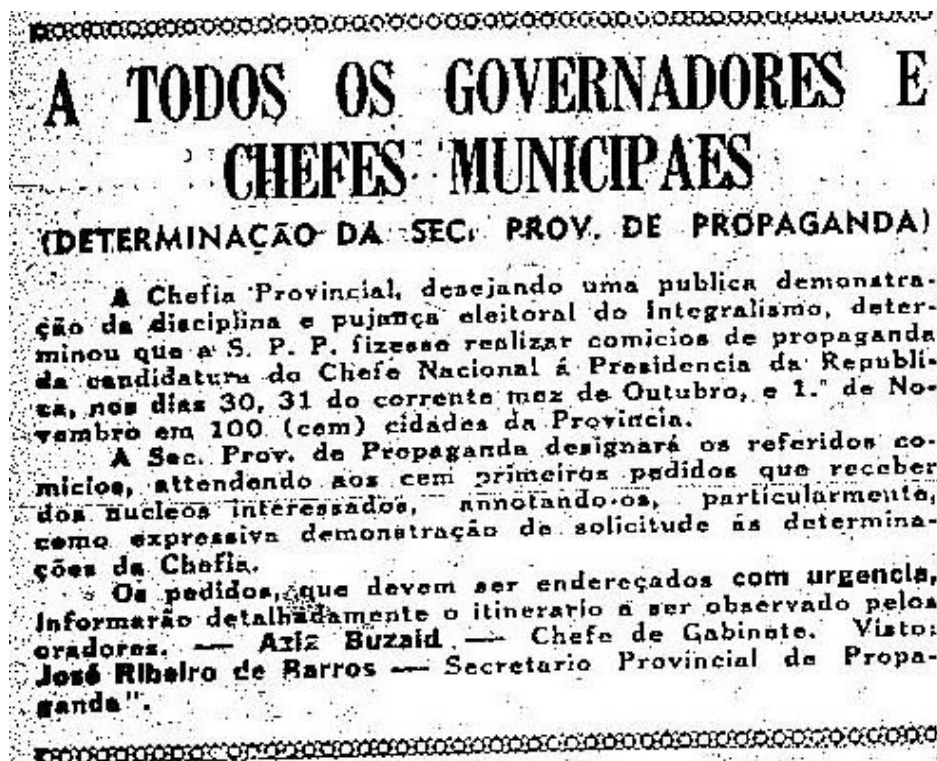 A TODOS OS GOVERNADORES E
CHEFES MUNICIPAES
(DETERMINAÇÃO DA SEC. PROV. DE PROPAGANDA)
A Chefia Provincial, desejando uma publica demonstra-
ção da disciplina e pujança eleitoral do Integralismo, deter-
minou que a S. P. P. fizesse realizar comicios de propaganda
da candidatura do Chefe Nacional á Presidencia da Republi-
ca, nos dias 30, 31 do corrente mez de Outubro, e 1.º de No-
vembro em 100 (cem) cidades da Provincia.
A Sec. Prov. de Propaganda designará os referidos co-
micios, attendendo aos cem primeiros pedidos que receber
dos nucleos interessados, annotando-os, particularmente,
como expressiva demonstração de solicitude ás determina-
ções da Chefia.
Os pedidos, que devem ser endereçados com urgencia,
informarão detalhadamente o itinerario a ser observado pelos
oradores. — Aziz Buzaid — Chefe de Gabinete. Visto:
José Ribeiro de Barros — Secretario Provincial de Propa-
ganda".